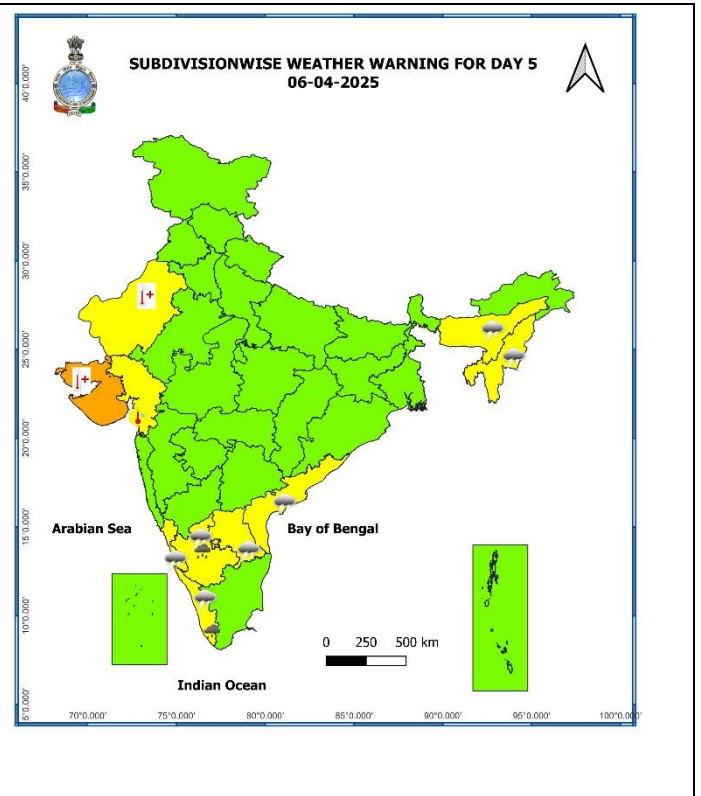 SUBDIVISIONWISE WEATHER WARNING FOR DAY 5
06-04-2025
40°0.000'
35°0.000'
30°0.000'
25°0.000'
20°0.000'
15°0.000'
10°0.000'
5°0.000'
Arabian Sea
Bay of Bengal
0 250 500 km
Indian Ocean
70°0.000' 75°0.000' 80°0.000' 85°0.000' 90°0.000' 95°0.000' 100°0.000'